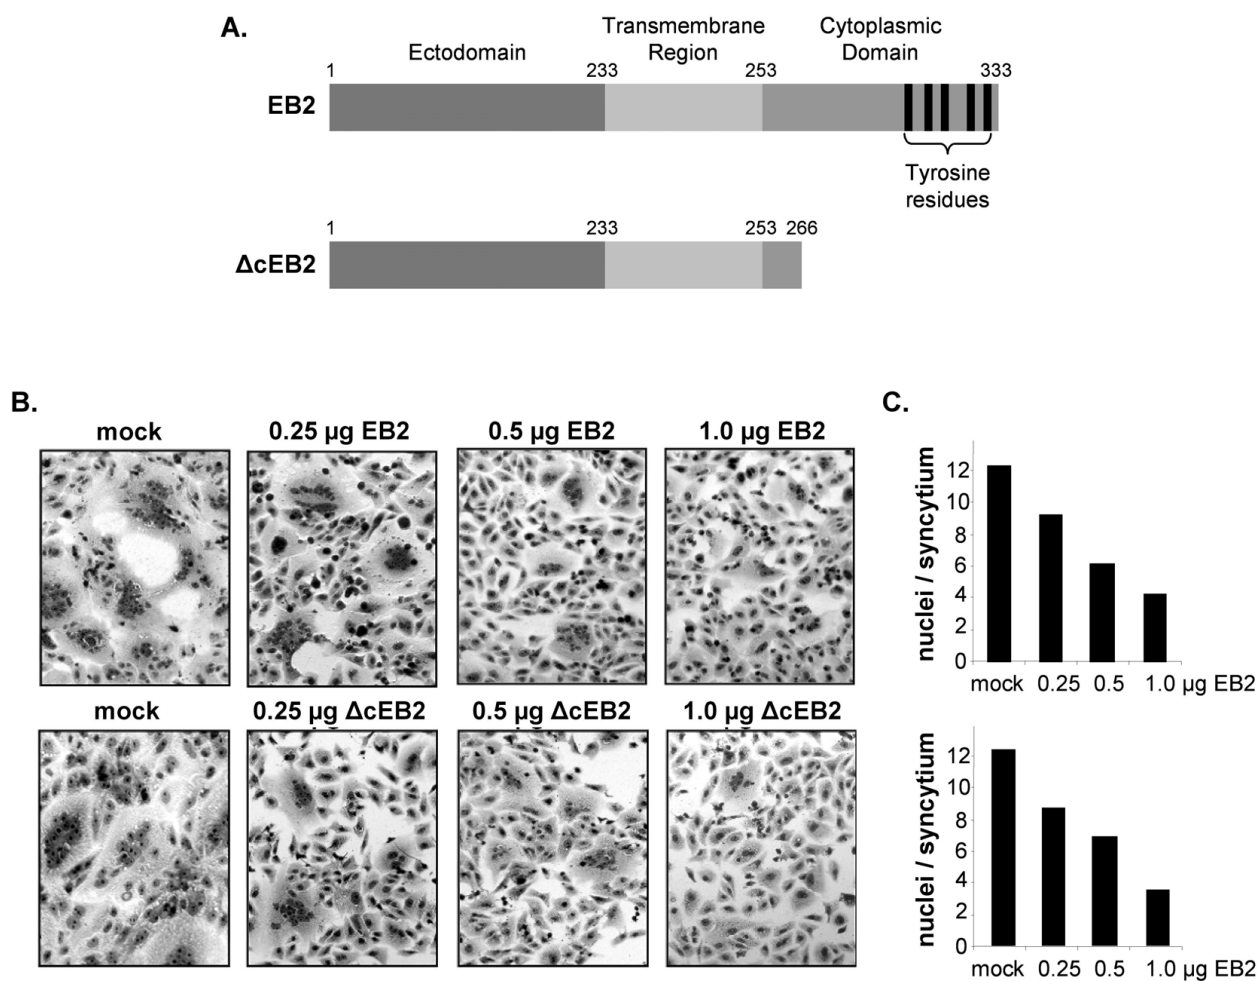 A.
Ectodomain
Transmembrane
Region
Cytoplasmic
Domain
1 233 253 333
EB2
Tyrosine
residues
1 233 253 266
ΔcEB2
B.
mock
0.25 µg EB2
0.5 µg EB2
1.0 µg EB2
mock
0.25 µg ΔcEB2
0.5 µg ΔcEB2
1.0 µg ΔcEB2
C.
nuclei / syncytium
12
10
8
6
4
2
0
mock 0.25 0.5 1.0 µg EB2
nuclei / syncytium
12
10
8
6
4
2
0
mock 0.25 0.5 1.0 µg EB2